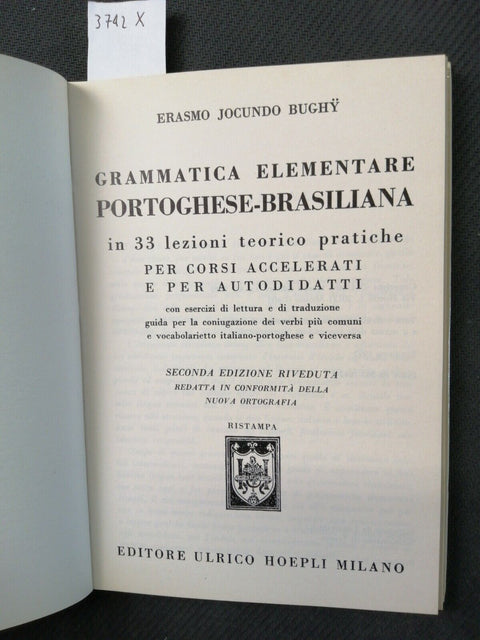 3742 X
ERASMO JOCUNDO BUGHŸ
GRAMMATICA ELEMENTARE
PORTOGHESE-BRASILIANA
in 33 lezioni teorico pratiche
PER CORSI ACCELERATI
E PER AUTODIDATTI
con esercizi di lettura e di traduzione
guida per la coniugazione dei verbi più comuni
e vocabolarietto italiano-portoghese e viceversa
SECONDA EDIZIONE RIVEDUTA
REDATTA IN CONFORMITÀ DELLA
NUOVA ORTOGRAFIA
RISTAMPA
EDITORE ULRICO HOEPLI MILANO